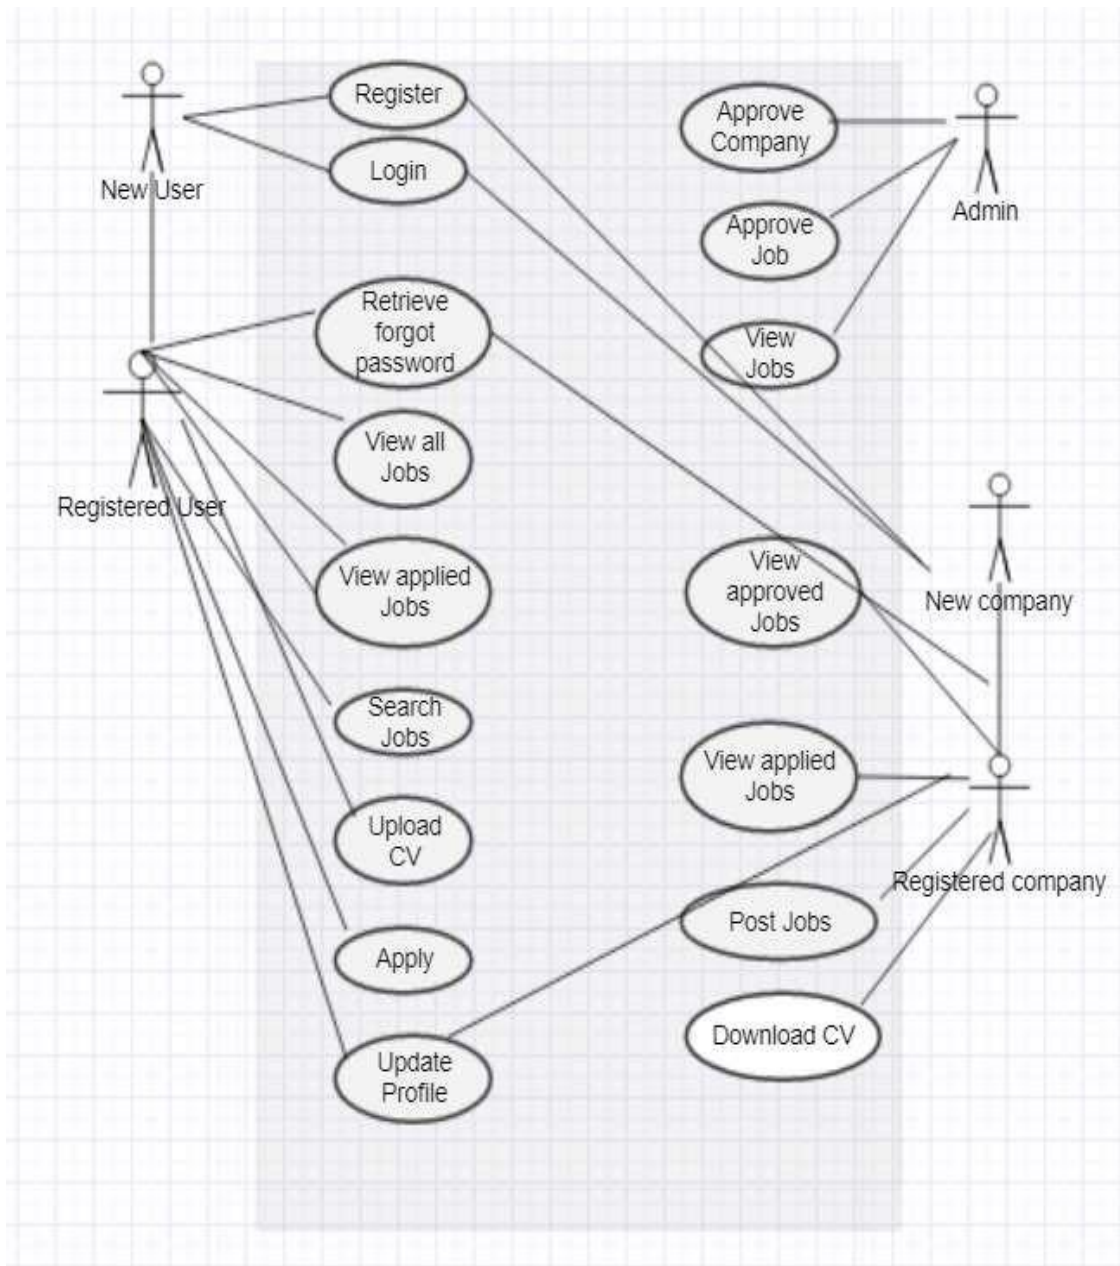 Register
Approve
Company
Login
New User
Admin
Approve
Job
Retrieve
forgot
password
View
Jobs
View all
Jobs
Registered User
View applied
Jobs
View
approved
Jobs
New company
Search
Jobs
View applied
Jobs
Upload
CV
Registered company
Post Jobs
Apply
Download CV
Update
Profile